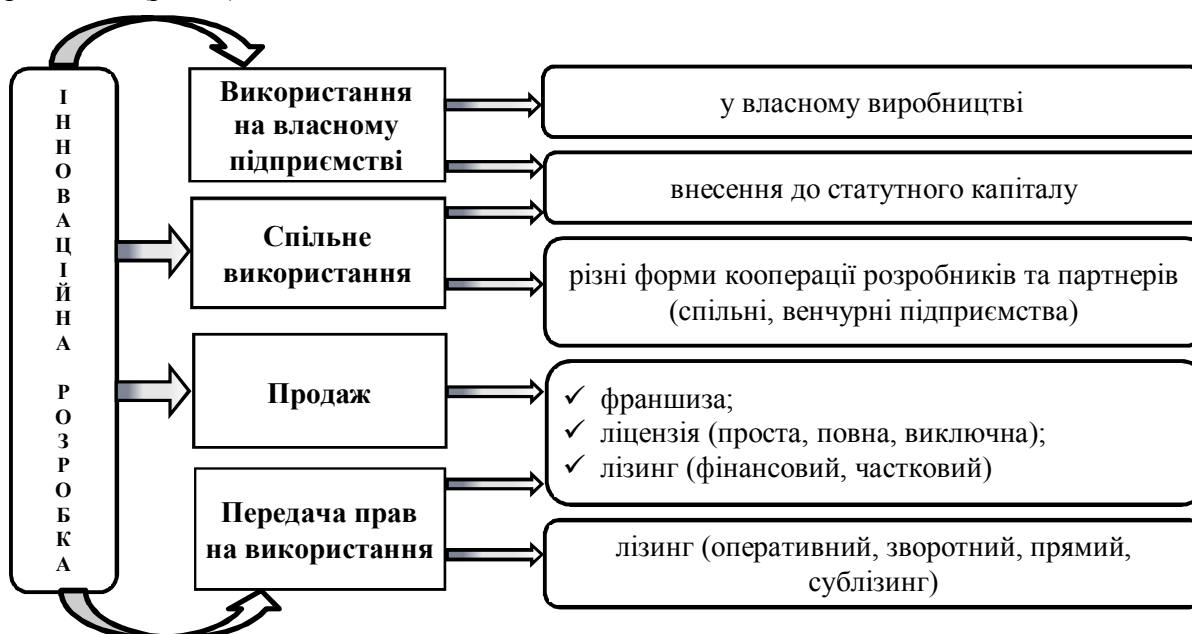 ІННОВАЦІЙНА РОЗРОБКА
Використання
на власному
підприємстві
у власному виробництві
внесення до статутного капіталу
Спільне
використання
різні форми кооперації розробників та партнерів
(спільні, венчурні підприємства)
Продаж
✓ франшиза;
✓ ліцензія (проста, повна, виключна);
✓ лізинг (фінансовий, частковий)
Передача прав
на використання
лізинг (оперативний, зворотний, прямий,
сублізинг)